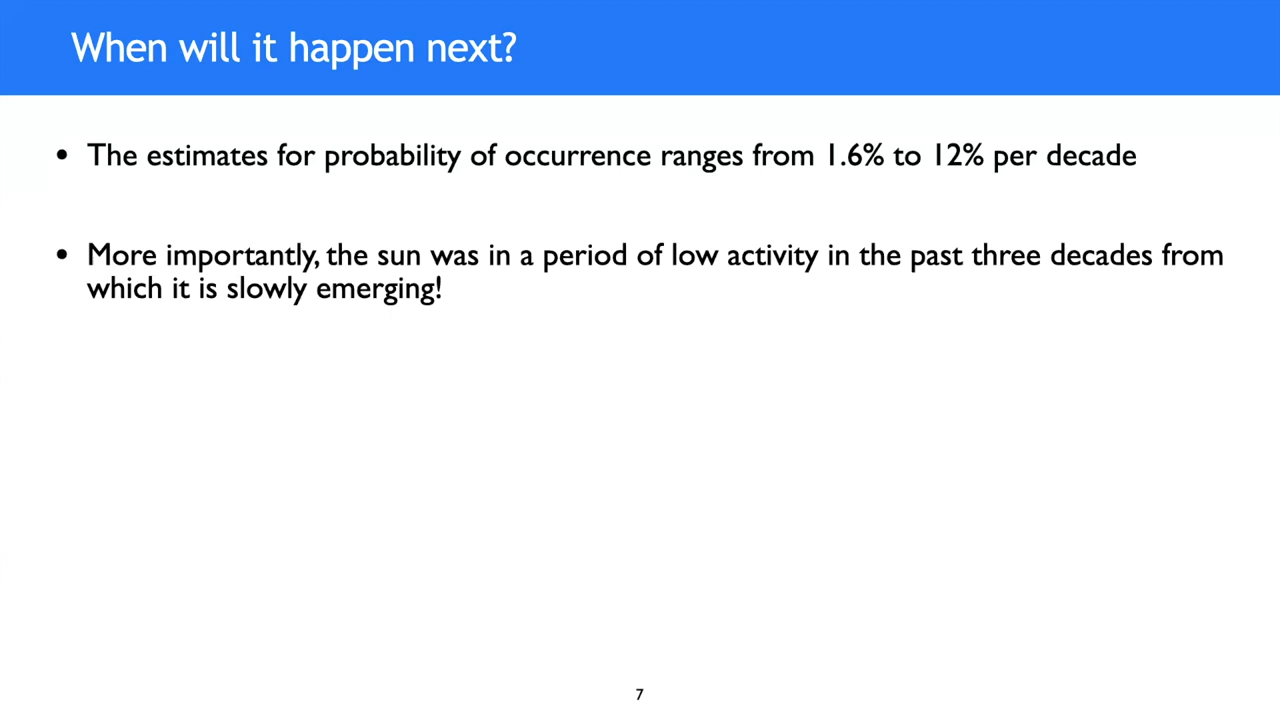 When will it happen next?
• The estimates for probability of occurrence ranges from 1.6% to 12% per decade
• More importantly, the sun was in a period of low activity in the past three decades from
which it is slowly emerging!
7